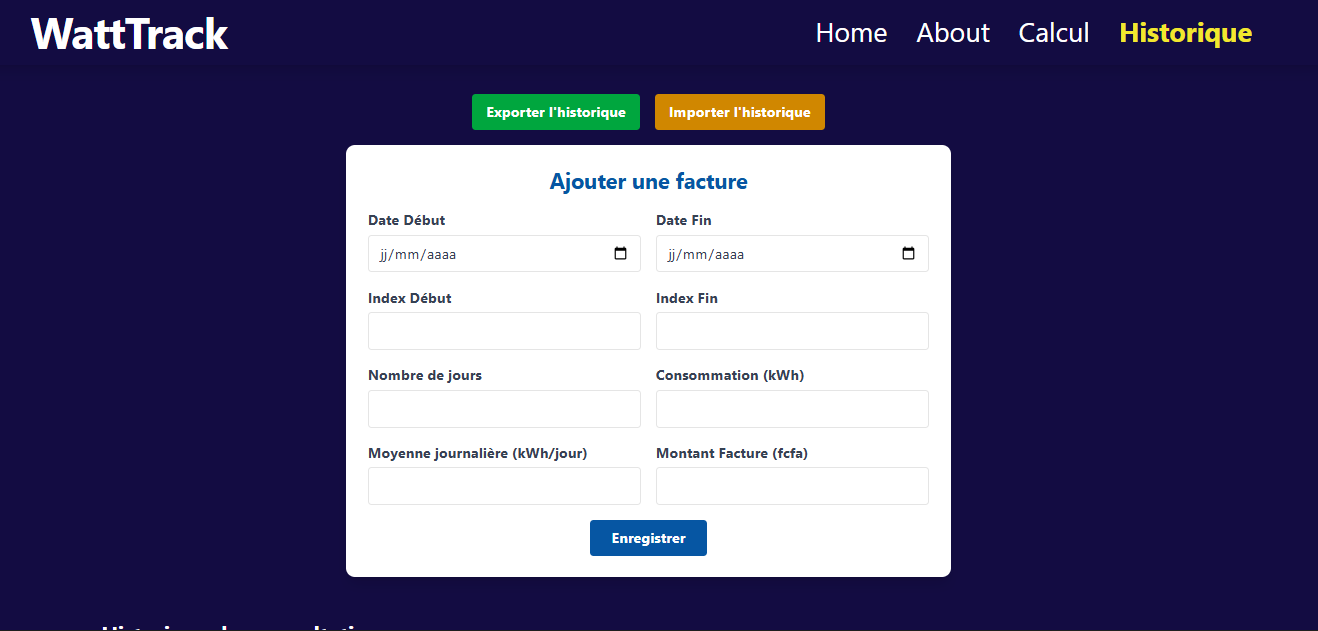 WattTrack
Home About Calcul Historique
Exporter l'historique Importer l'historique
Ajouter une facture
Date Début Date Fin
jj/mm/aaaa jj/mm/aaaa
Index Début Index Fin
Nombre de jours Consommation (kWh)
Moyenne journalière (kWh/jour) Montant Facture (fcfa)
Enregistrer